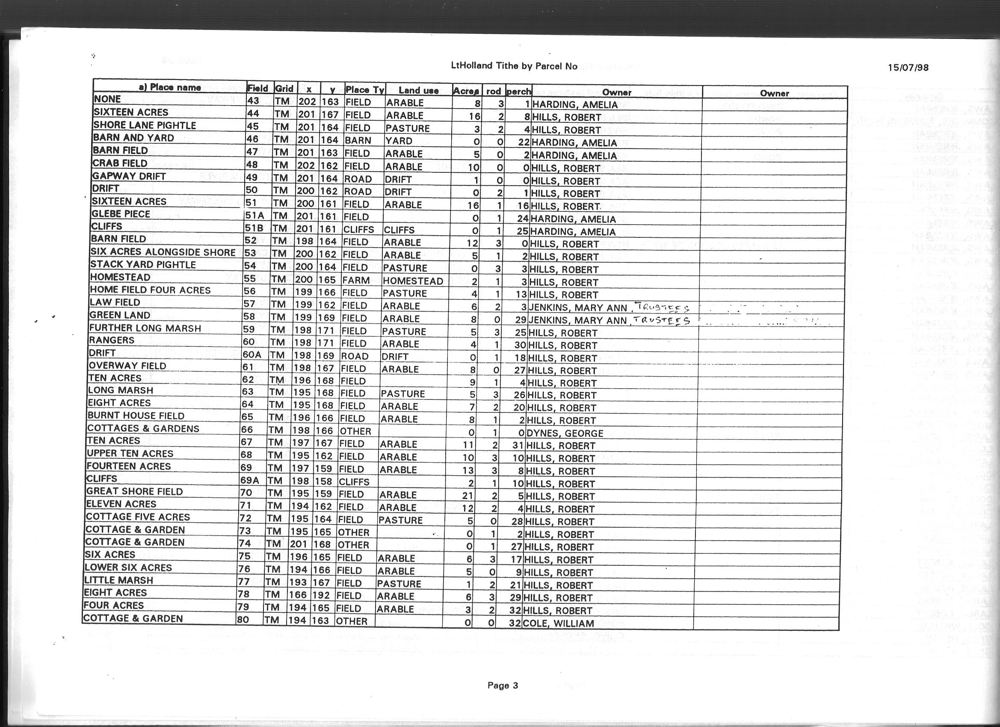 LtHolland Tithe by Parcel No 15/07/98
a) Place name Field Grid x y Place Ty Land use Acrea rod perch Owner Owner
NONE 43 TM 202 163 FIELD ARABLE 8 3 1 HARDING, AMELIA
SIXTEEN ACRES 44 TM 201 167 FIELD ARABLE 16 2 8 HILLS, ROBERT
SHORE LANE PIGHTLE 45 TM 201 164 FIELD PASTURE 3 2 4 HILLS, ROBERT
BARN AND YARD 46 TM 201 164 BARN YARD 0 0 22 HARDING, AMELIA
BARN FIELD 47 TM 201 163 FIELD ARABLE 5 0 2 HARDING, AMELIA
CRAB FIELD 48 TM 202 162 FIELD ARABLE 10 0 0 HILLS, ROBERT
GAPWAY DRIFT 49 TM 201 164 ROAD DRIFT 1 0 0 HILLS, ROBERT
DRIFT 50 TM 200 162 ROAD DRIFT 0 2 1 HILLS, ROBERT
SIXTEEN ACRES 51 TM 200 161 FIELD ARABLE 16 1 16 HILLS, ROBERT
GLEBE PIECE 51A TM 201 161 FIELD 0 1 24 HARDING, AMELIA
CLIFFS 51B TM 201 161 CLIFFS CLIFFS 0 1 25 HARDING, AMELIA
BARN FIELD 52 TM 198 164 FIELD ARABLE 12 3 0 HILLS, ROBERT
SIX ACRES ALONGSIDE SHORE 53 TM 200 162 FIELD ARABLE 5 1 2 HILLS, ROBERT
STACK YARD PIGHTLE 54 TM 200 164 FIELD PASTURE 0 3 3 HILLS, ROBERT
HOMESTEAD 55 TM 200 165 FARM HOMESTEAD 2 1 3 HILLS, ROBERT
HOME FIELD FOUR ACRES 56 TM 199 166 FIELD PASTURE 4 1 13 HILLS, ROBERT
LAW FIELD 57 TM 199 162 FIELD ARABLE 6 2 3 JENKINS, MARY ANN, TRUSTEES
GREEN LAND 58 TM 199 169 FIELD ARABLE 8 0 29 JENKINS, MARY ANN, TRUSTEES
FURTHER LONG MARSH 59 TM 198 171 FIELD PASTURE 5 3 25 HILLS, ROBERT
RANGERS 60 TM 198 171 FIELD ARABLE 4 1 30 HILLS, ROBERT
DRIFT 60A TM 198 169 ROAD DRIFT 0 1 18 HILLS, ROBERT
OVERWAY FIELD 61 TM 198 167 FIELD ARABLE 8 0 27 HILLS, ROBERT
TEN ACRES 62 TM 196 168 FIELD 9 1 4 HILLS, ROBERT
LONG MARSH 63 TM 195 168 FIELD PASTURE 5 3 26 HILLS, ROBERT
EIGHT ACRES 64 TM 195 168 FIELD ARABLE 7 2 20 HILLS, ROBERT
BURNT HOUSE FIELD 65 TM 196 166 FIELD ARABLE 8 1 2 HILLS, ROBERT
COTTAGES & GARDENS 66 TM 198 166 OTHER 0 1 0 DYNES, GEORGE
TEN ACRES 67 TM 197 167 FIELD ARABLE 11 2 31 HILLS, ROBERT
UPPER TEN ACRES 68 TM 195 162 FIELD ARABLE 10 3 10 HILLS, ROBERT
FOURTEEN ACRES 69 TM 197 159 FIELD ARABLE 13 3 8 HILLS, ROBERT
CLIFFS 69A TM 198 158 CLIFFS 2 1 10 HILLS, ROBERT
GREAT SHORE FIELD 70 TM 195 159 FIELD ARABLE 21 2 5 HILLS, ROBERT
ELEVEN ACRES 71 TM 194 162 FIELD ARABLE 12 2 4 HILLS, ROBERT
COTTAGE FIVE ACRES 72 TM 195 164 FIELD PASTURE 5 0 28 HILLS, ROBERT
COTTAGE & GARDEN 73 TM 195 165 OTHER 0 1 2 HILLS, ROBERT
COTTAGE & GARDEN 74 TM 201 168 OTHER 0 1 27 HILLS, ROBERT
SIX ACRES 75 TM 196 165 FIELD ARABLE 6 3 17 HILLS, ROBERT
LOWER SIX ACRES 76 TM 194 166 FIELD ARABLE 5 0 9 HILLS, ROBERT
LITTLE MARSH 77 TM 193 167 FIELD PASTURE 1 2 21 HILLS, ROBERT
EIGHT ACRES 78 TM 166 192 FIELD ARABLE 6 3 29 HILLS, ROBERT
FOUR ACRES 79 TM 194 165 FIELD ARABLE 3 2 32 HILLS, ROBERT
COTTAGE & GARDEN 80 TM 194 163 OTHER 0 0 32 COLE, WILLIAM
Page 3